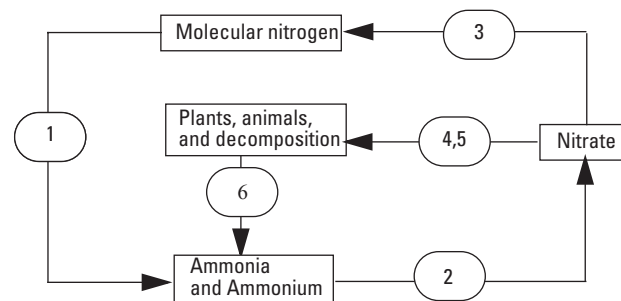 Molecular nitrogen
3
1
Plants, animals,
and decomposition
4,5
Nitrate
6
Ammonia
and Ammonium
2